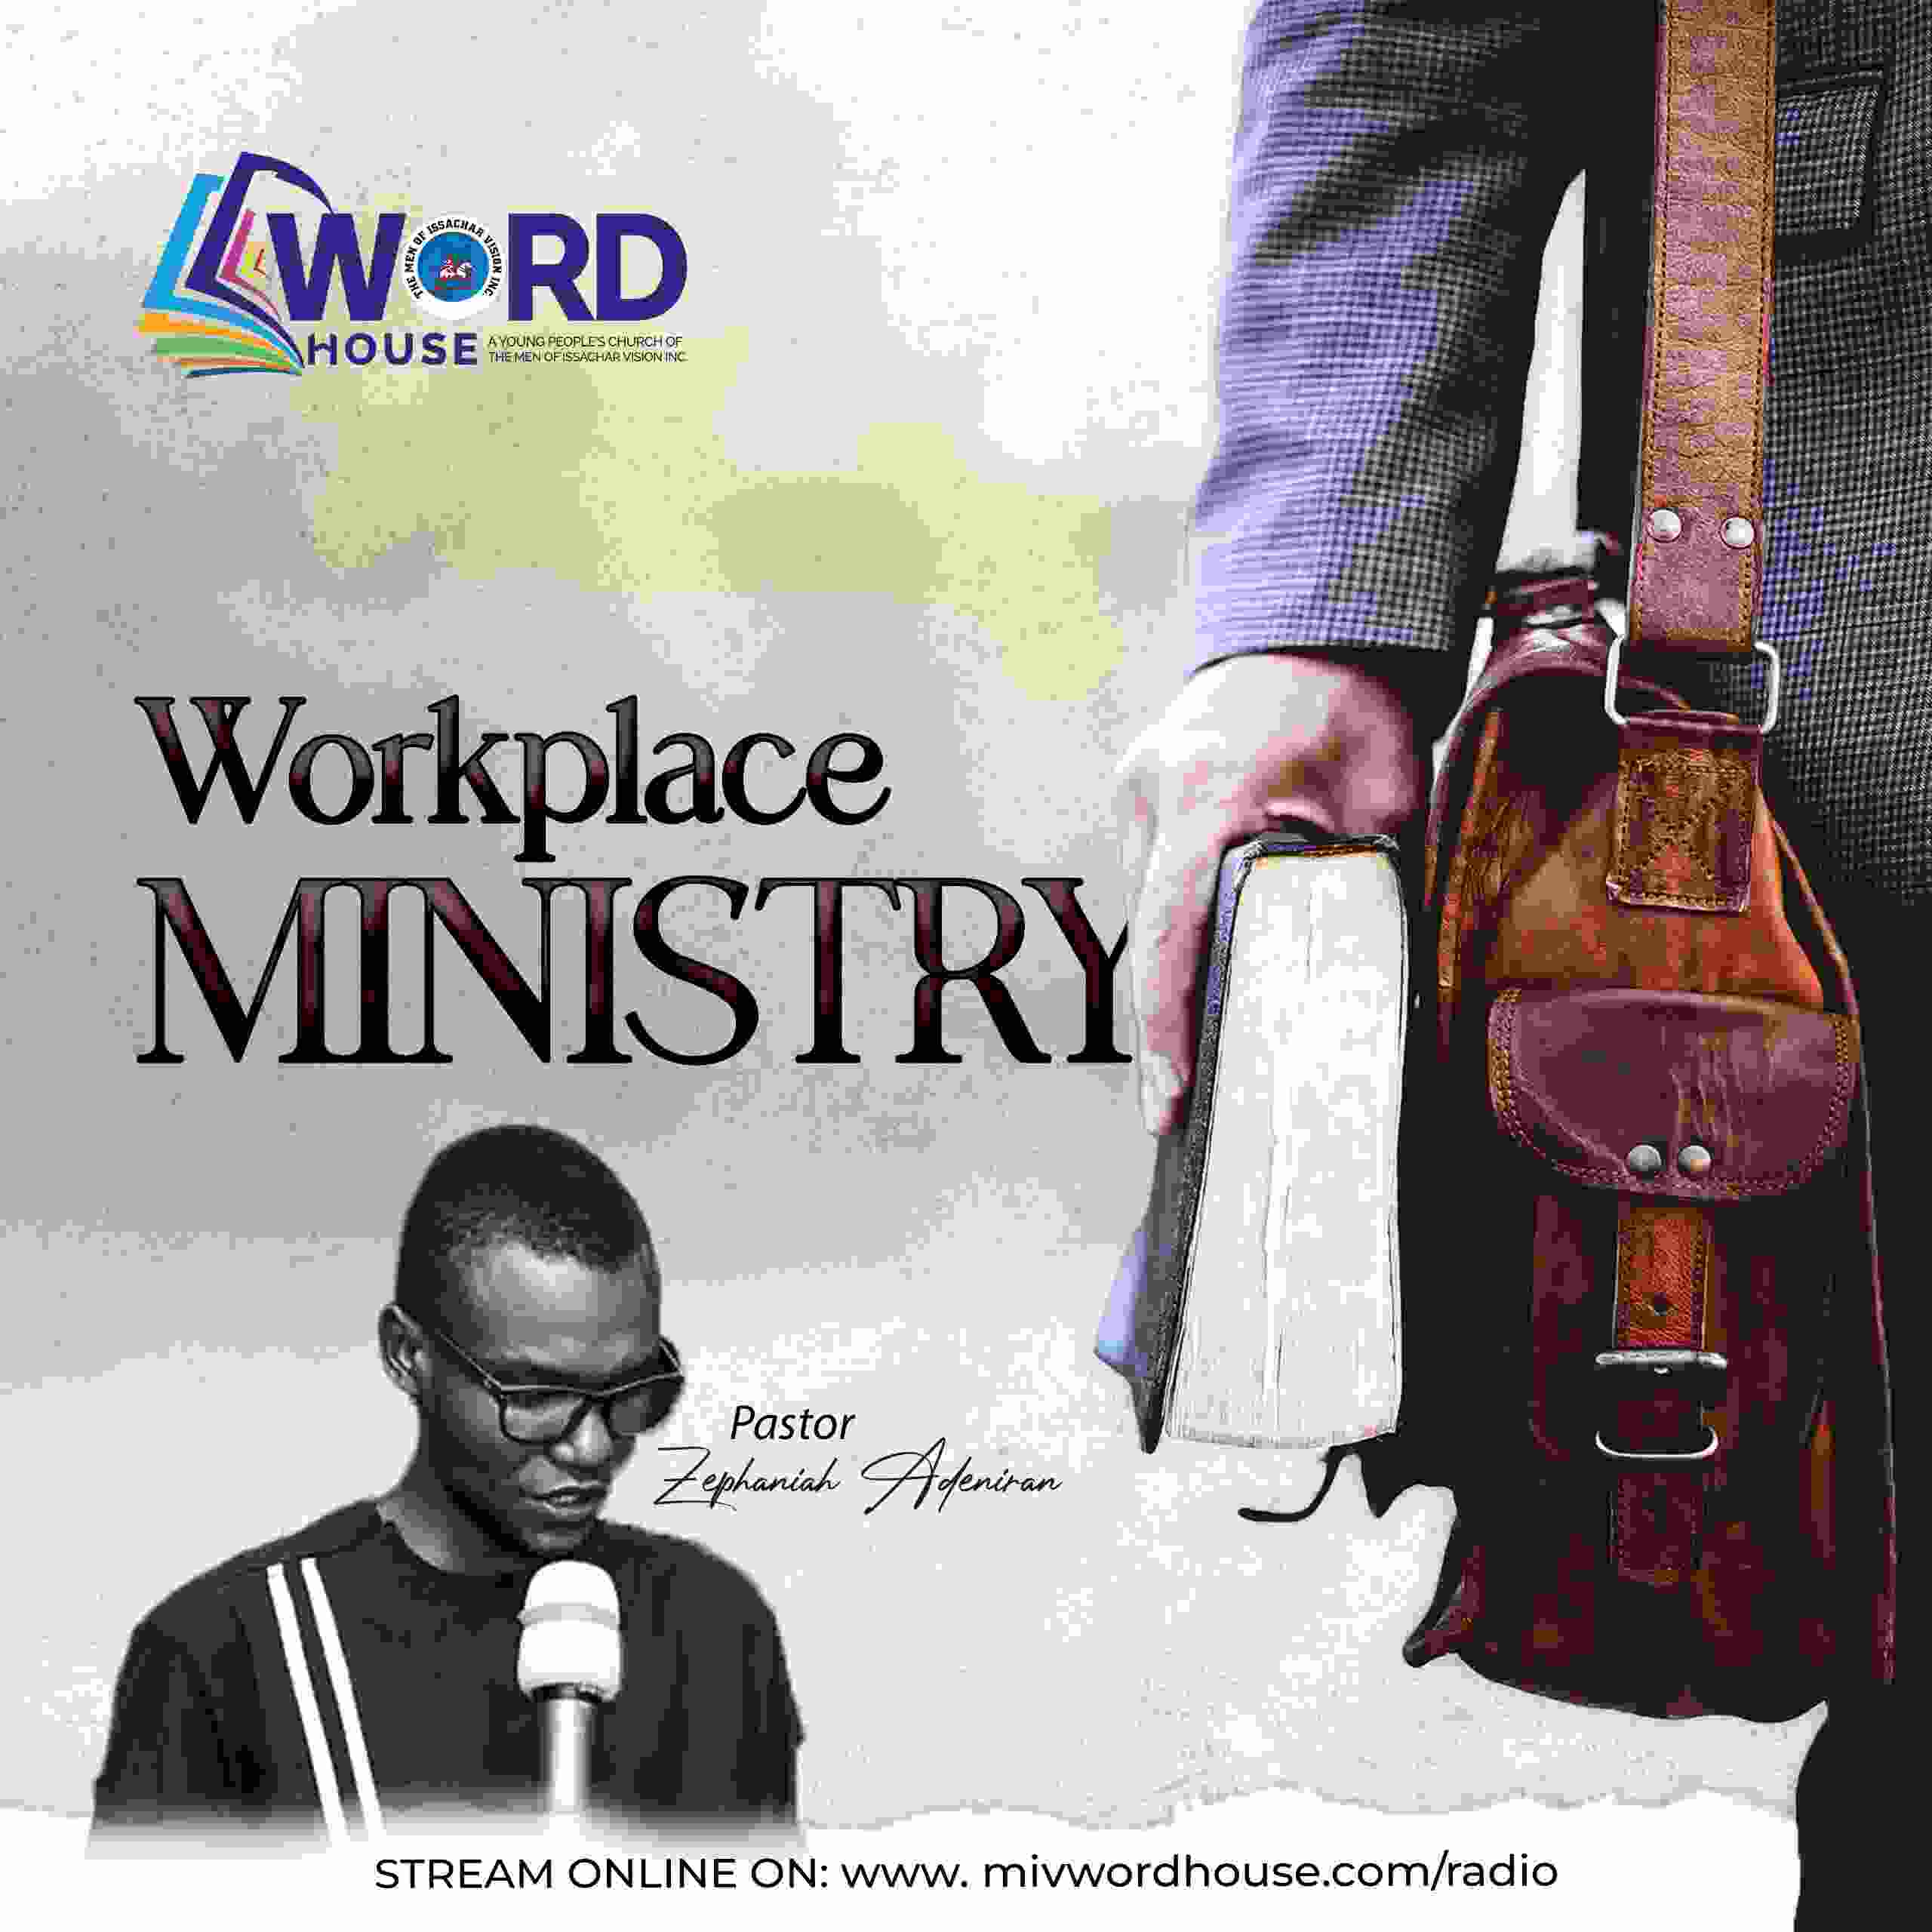 WORD
THE MEN OF ISSACHAR VISION INC.
HOUSE
A YOUNG PEOPLE'S CHURCH OF
THE MEN OF ISSACHAR VISION INC.
Workplace
MINISTRY
Pastor
Zephaniah Adeniran
STREAM ONLINE ON: www. mivwordhouse.com/radio